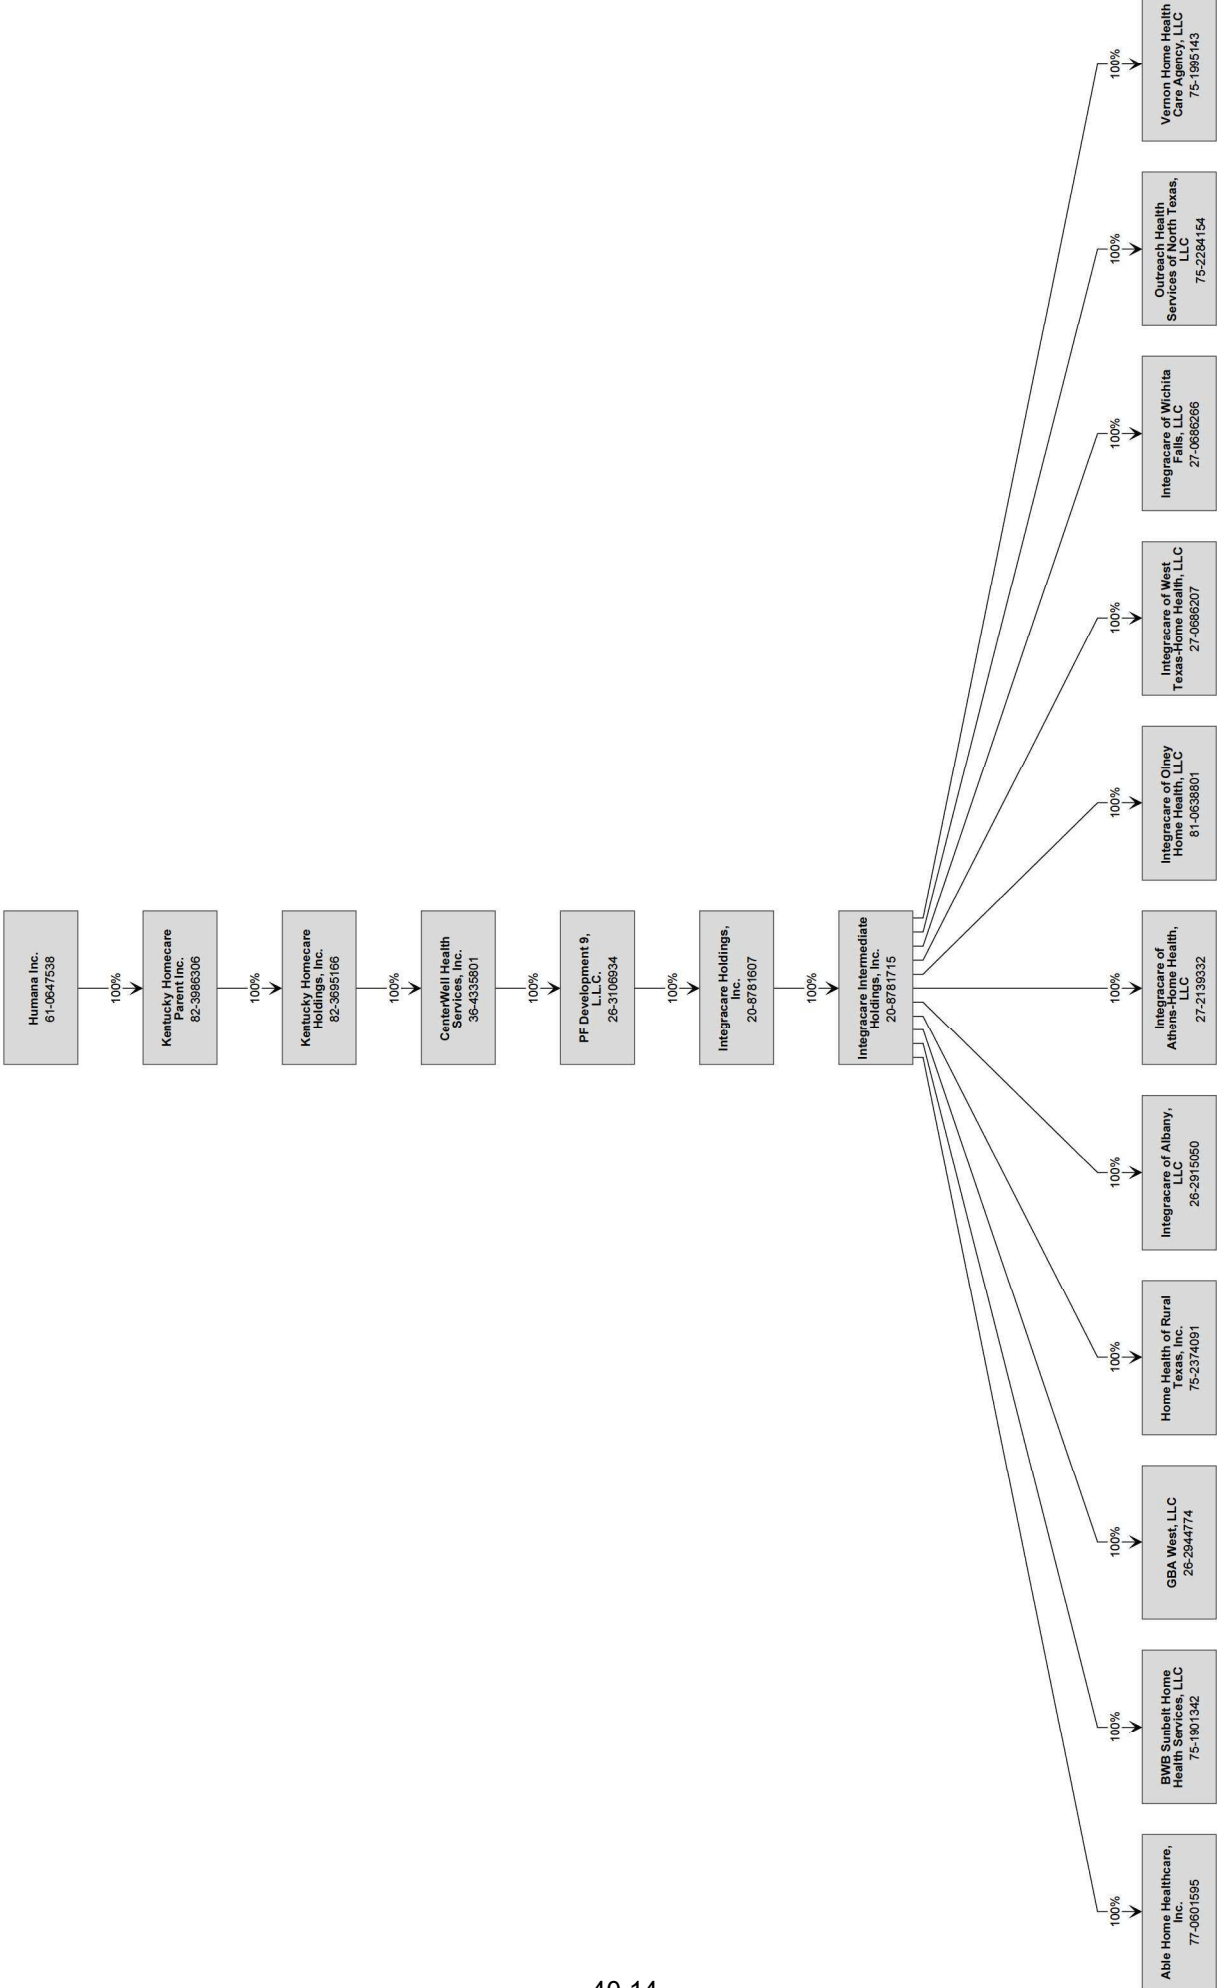 Humana Inc.
61-0647538
100%
Kentucky Homecare
Parent Inc.
82-3986306
100%
Kentucky Homecare
Holdings, Inc.
82-3695166
100%
CenterWell Health
Services, Inc.
36-4335801
100%
PF Development 9,
L.L.C.
26-3106934
100%
Integracare Holdings,
Inc.
20-8781607
100%
Integracare Intermediate
Holdings, Inc.
20-8781715
100%
Able Home Healthcare,
Inc.
77-0601595
100%
BWB Sunbelt Home
Health Services, LLC
75-1901342
100%
GBA West, LLC
26-2944774
100%
Home Health of Rural
Texas, Inc.
75-2374091
100%
Integracare of Albany,
LLC
26-2915050
100%
Integracare of
Athens-Home Health,
LLC
27-2139332
100%
Integracare of Olney
Home Health, LLC
81-0638801
100%
Integracare of West
Texas-Home Health, LLC
27-0686207
100%
Integracare of Wichita
Falls, LLC
27-0686266
100%
Outreach Health
Services of North Texas,
LLC
75-2284154
100%
Vernon Home Health
Care Agency, LLC
75-1995143
40.14